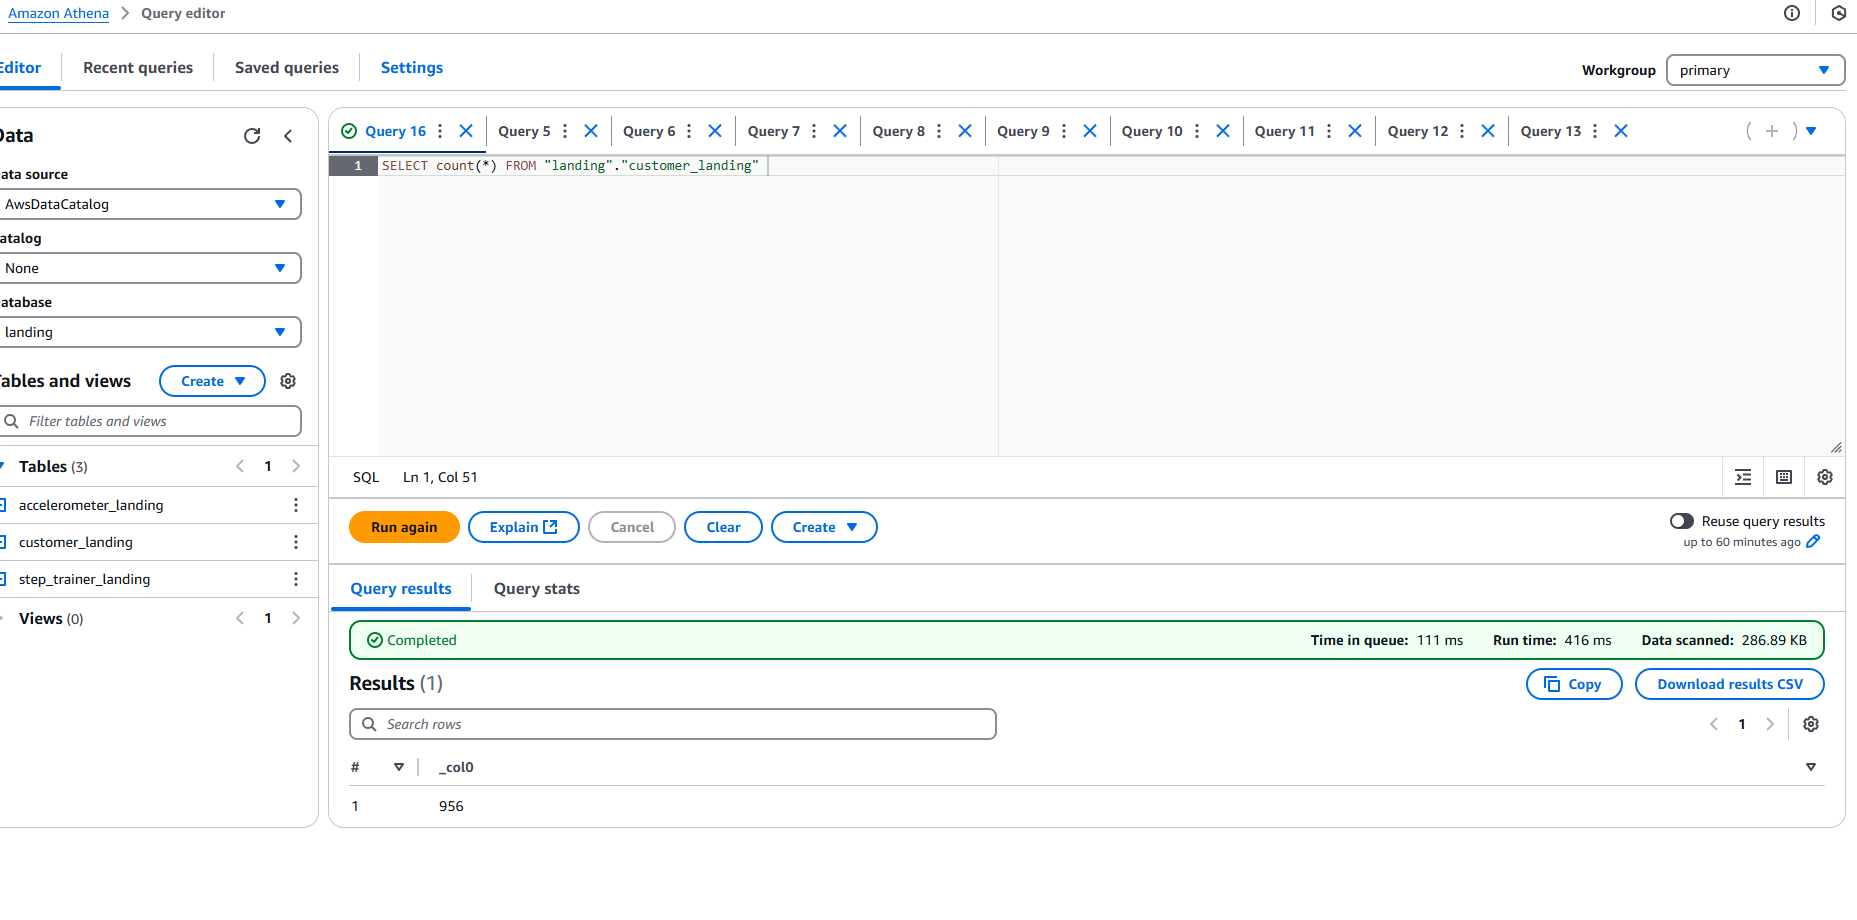 Amazon Athena > Query editor
Editor
Recent queries
Saved queries
Settings
Workgroup
primary
Data
Data source
AwsDataCatalog
Catalog
None
Database
landing
Tables and views
Create
Filter tables and views
Tables (3)
< 1 >
accelerometer_landing
customer_landing
step_trainer_landing
Views (0)
< 1 >
Query 16
Query 5
Query 6
Query 7
Query 8
Query 9
Query 10
Query 11
Query 12
Query 13
1 SELECT count(*) FROM "landing"."customer_landing"
SQL Ln 1, Col 51
Run again
Explain
Cancel
Clear
Create
Reuse query results
up to 60 minutes ago
Query results
Query stats
Completed
Time in queue: 111 ms
Run time: 416 ms
Data scanned: 286.89 KB
Results (1)
Copy
Download results CSV
Search rows
< 1 >
# _col0
1 956